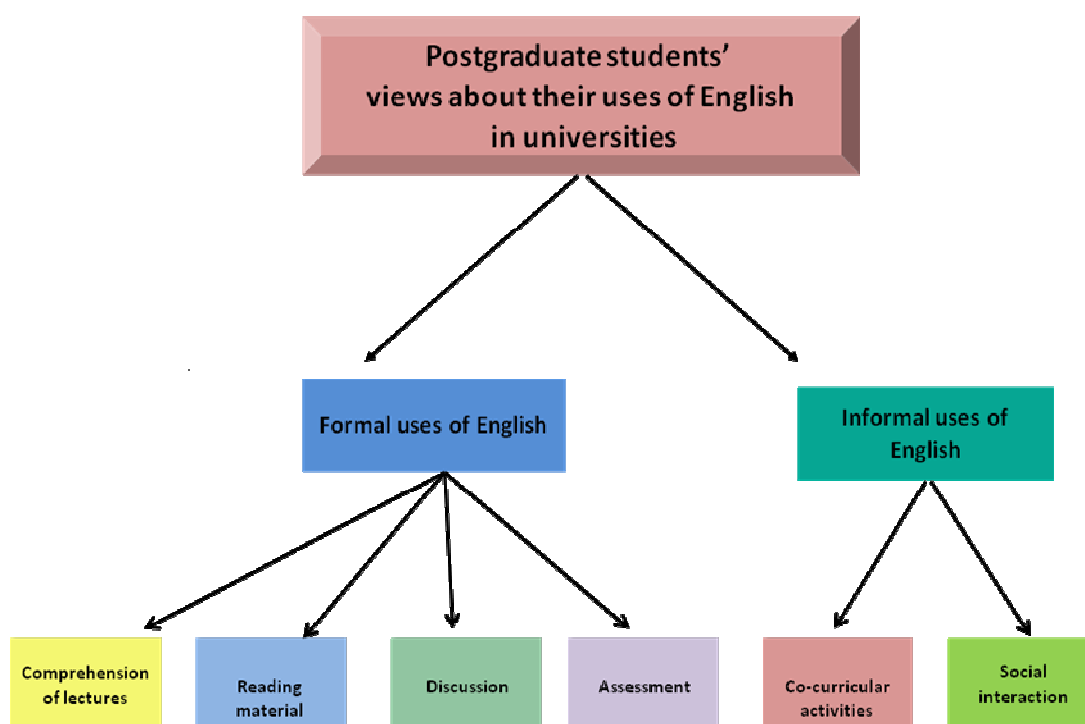 Postgraduate students'
views about their uses of English
in universities
Formal uses of English
Informal uses of
English
Comprehension
of lectures
Reading
material
Discussion
Assessment
Co-curricular
activities
Social
interaction